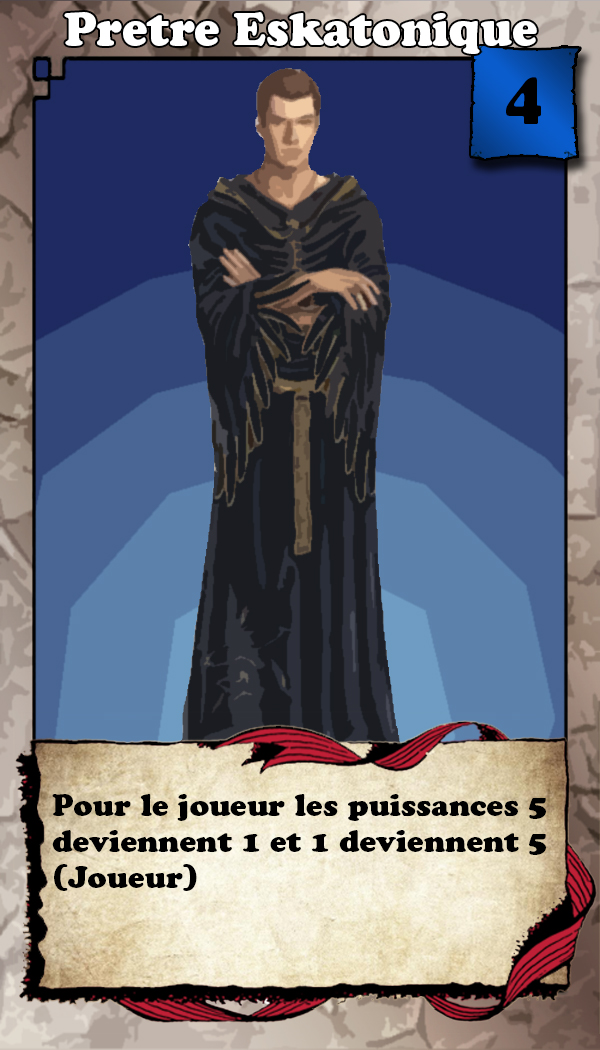 Pretre Eskatonique
4
Pour le joueur les puissances 5
deviennent 1 et 1 deviennent 5
(Joueur)